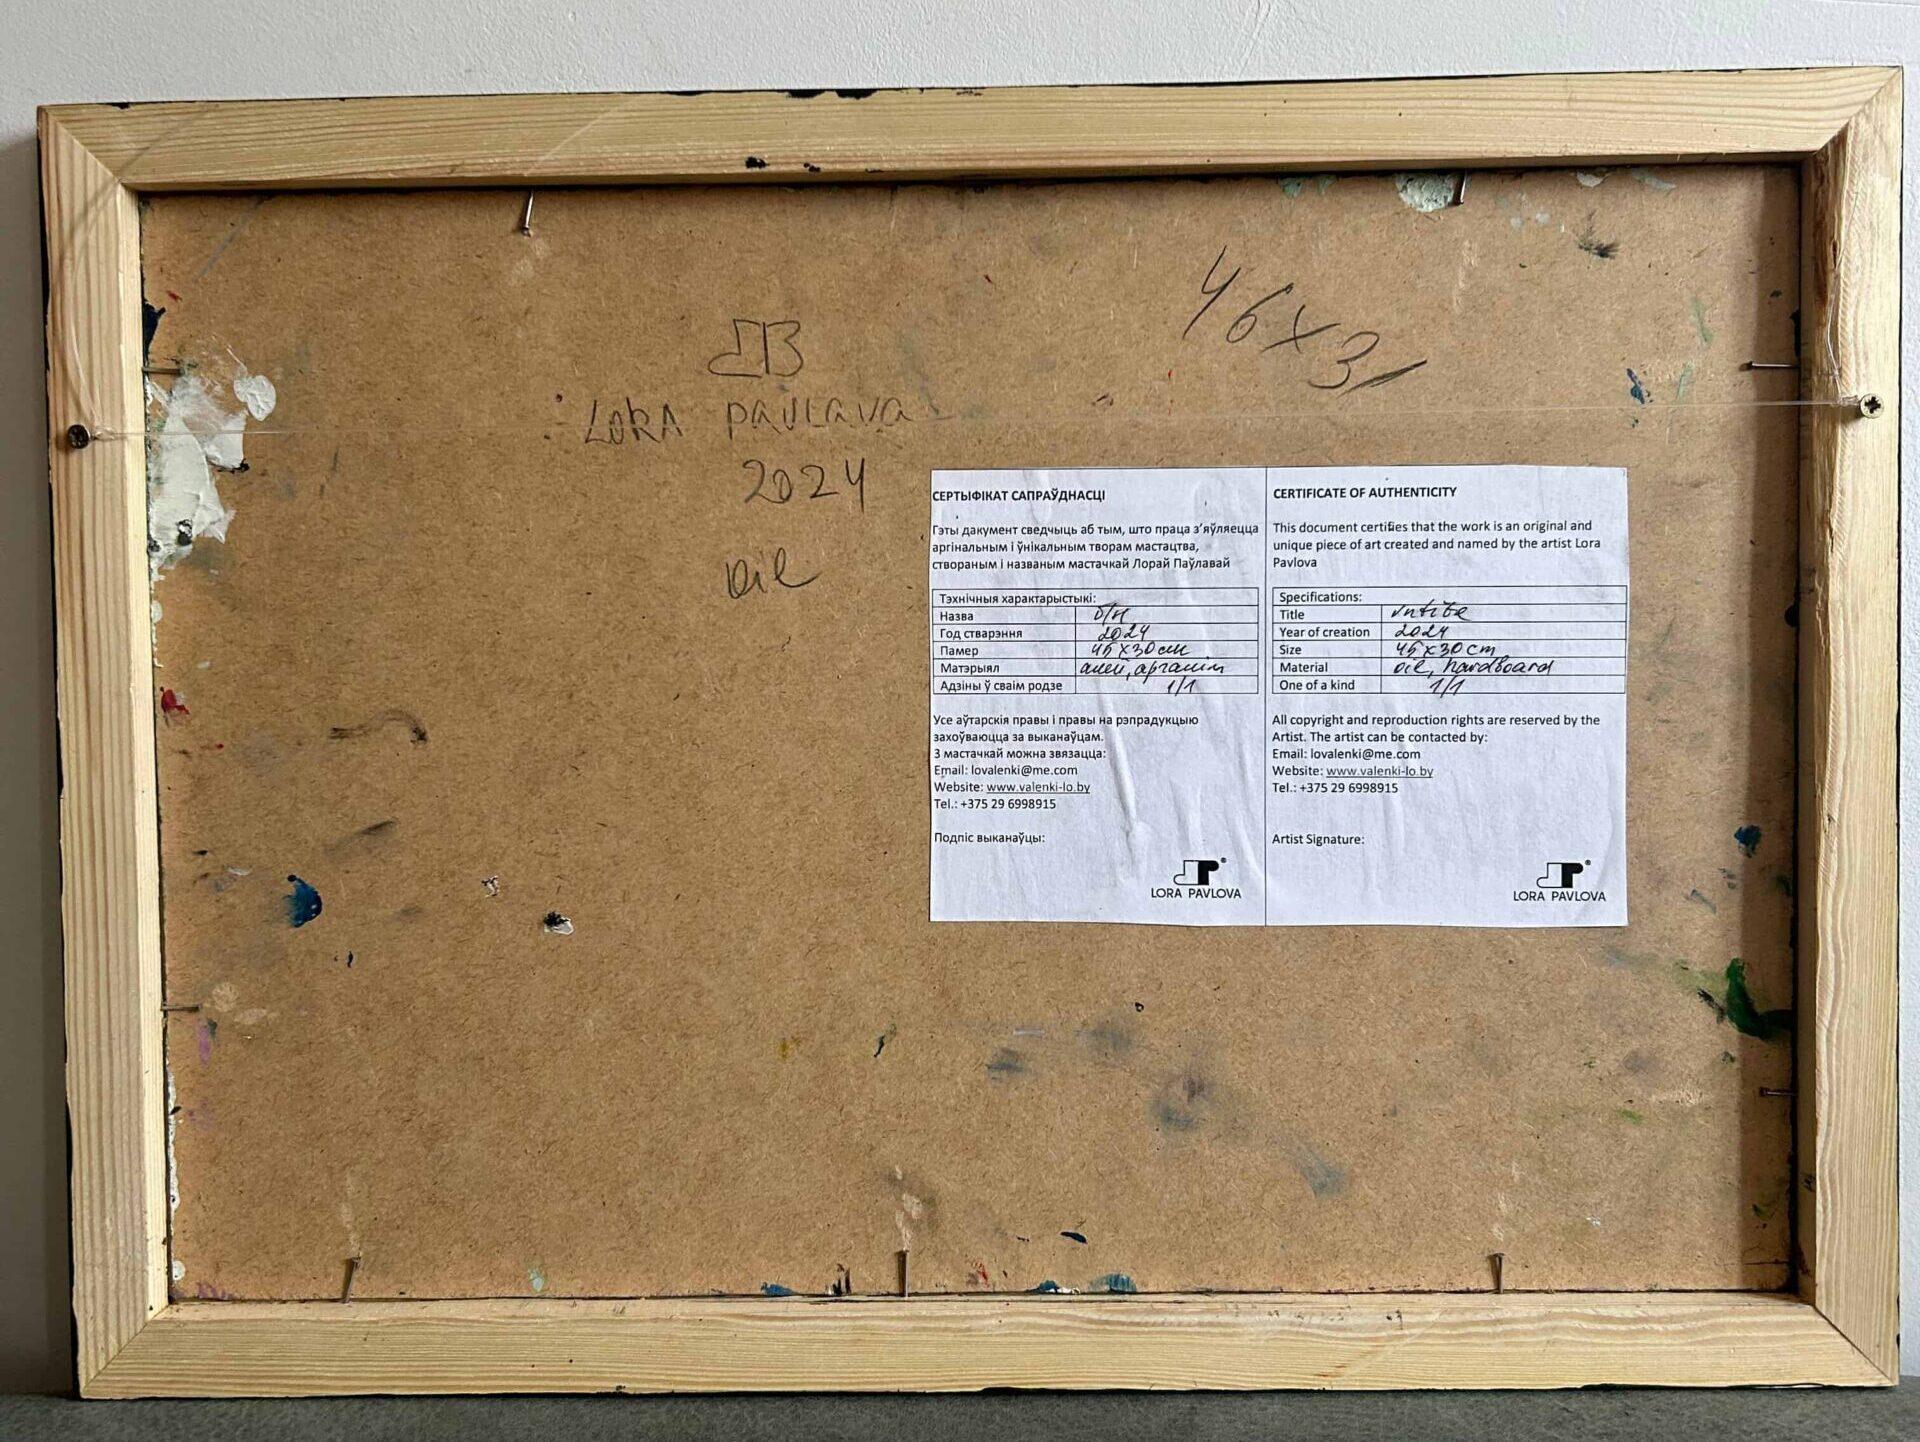 46x31
LORA PAVLAVA
2024
Oil
СЕРТЫФІКАТ САПРАЎДНАСЦІ
Гэты дакумент сведчыць аб тым, што праца з'яўляецца
аргінальным і ўнікальным творам мастацтва,
створаным і названым мастачкай Лорай Паўлавай
Тэхнічныя характарыстыкі:
Назва б/н
Год стварэння 2024
Памер 45x30см
Матэрыял алей, аргаліт
Адзіны ў сваім родзе 1/1
Усе аўтарскія правы і правы на рэпрадукцыю
захоўваюцца за выканаўцам.
З мастачкай можна звязацца:
Email: lovalenki@me.com
Website: www.valenki-lo.by
Tel.: +375 29 6998915
Подпіс выканаўцы:
LORA PAVLOVA
CERTIFICATE OF AUTHENTICITY
This document certifies that the work is an original and
unique piece of art created and named by the artist Lora
Pavlova
Specifications:
Title
Year of creation 2024
Size 45x30cm
Material oil, hardboard
One of a kind 1/1
All copyright and reproduction rights are reserved by the
Artist. The artist can be contacted by:
Email: lovalenki@me.com
Website: www.valenki-lo.by
Tel.: +375 29 6998915
Artist Signature:
LORA PAVLOVA